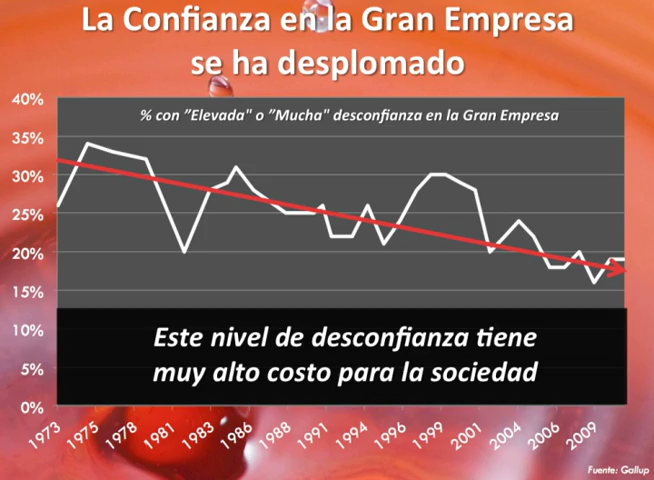 La Confianza en la Gran Empresa
se ha desplomado
40%
% con ”Elevada" o ”Mucha" desconfianza en la Gran Empresa
35%
30%
25%
20%
15%
10%
5%
0%
Este nivel de desconfianza tiene
muy alto costo para la sociedad
1973 1975 1978 1981 1983 1986 1988 1991 1994 1996 1999 2001 2004 2006 2009
Fuente: Gallup